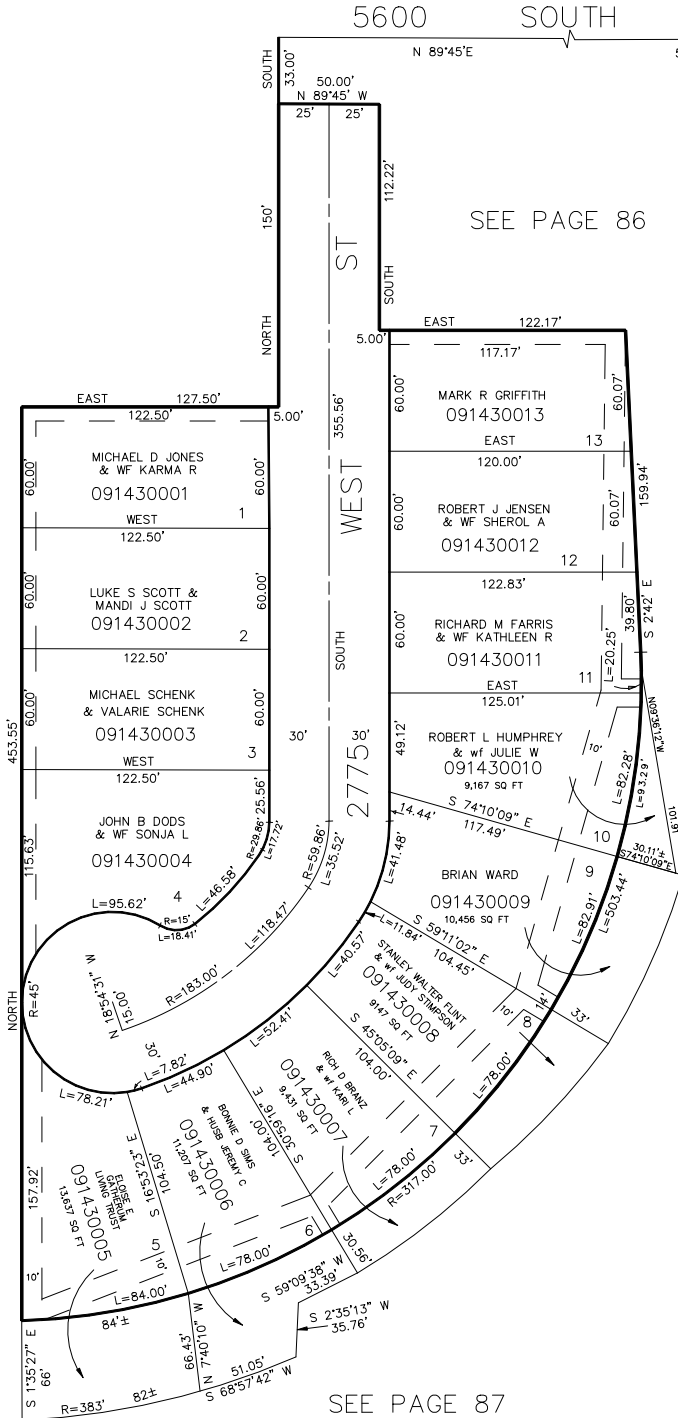 5600 SOUTH
N 89°45'E
SOUTH
33.00'
50.00'
N 89°45' W
25' 25'
112.22'
SOUTH
150'
NORTH
ST
SEE PAGE 86
EAST 122.17'
5.00'
117.17'
60.00'
MARK R GRIFFITH
091430013
60.07'
EAST
13
120.00'
159.94'
EAST 127.50'
122.50'
5.00'
355.56'
60.00'
MICHAEL D JONES
& WF KARMA R
091430001
60.00'
WEST
1
122.50'
WEST
60.00'
ROBERT J JENSEN
& WF SHEROL A
091430012
60.07'
12
122.83'
60.00'
LUKE S SCOTT &
MANDI J SCOTT
091430002
60.00'
2
122.50'
SOUTH
60.00'
RICHARD M FARRIS
& WF KATHLEEN R
091430011
39.80'
S 2°42' E
L=20.25'
EAST
11
125.01'
453.55'
60.00'
MICHAEL SCHENK
& VALARIE SCHENK
091430003
60.00'
WEST
3
122.50'
30' 30'
2775
49.12'
ROBERT L HUMPHREY
& wf JULIE W
091430010
9,167 SQ FT
10'
N09°36'12"W
L=93.29'
L=82.28'
101.91
115.63'
JOHN B DODS
& WF SONJA L
091430004
4
25.56'
R=29.86'
L=17.72'
L=46.58'
R=15'
L=18.41'
L=95.62'
R=59.86'
L=35.52'
14.44'
L=41.48'
S 74°10'09" E
117.49'
10
30.11'±
S74°10'09"E
BRIAN WARD
091430009
10,456 SQ FT
9
L=82.91'
L=503.44'
L=118.47'
R=183.00'
N 18°54'31" W
15.00'
R=45'
NORTH
30'
L=11.84'
S 59°11'02" E
104.45'
14'
33'
L=40.57'
STANLEY WALTER FLINT
& wf JUDY STIMPSON
091430008
9147 SQ FT
10'
8
S 45°05'09" E
104.00'
L=78.00'
L=52.41'
RICH D BRANZ
& wf KARI L
091430007
9,431 SQ FT
7
33'
L=78.00'
R=317.00'
S 30°59'16" E
104.00'
L=7.82'
L=44.90'
L=78.21'
BONNIE D SIMS
& HUSB JEREMY C
091430006
11,207 SQ FT
6
30.56'
L=78.00'
S 16°53'23" E
104.50'
157.92'
ELOISE E
GATHERUM
LIVING TRUST
091430005
13,637 SQ FT
5
10'
10'
L=84.00'
84'±
S 59°09'38" W
33.39'
S 2°35'13" W
35.76'
N 7°40'10" W
66.43'
51.05'
S 68°57'42" W
S 1°35'27" E
66'
R=383'
82±
SEE PAGE 87